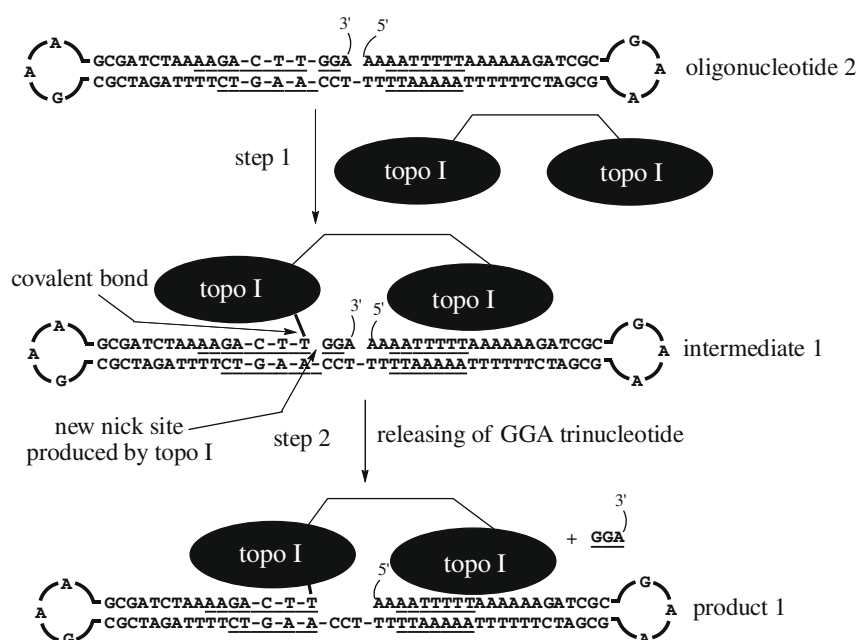 3' 5'
A A G GCGATCTAAAAGA-C-T-T-GGA AAAATTTTTAAAAAAGATCGC G A A oligonucleotide 2
CGCTAGATTTTCT-G-A-A-CCT-TTTTAAAAATTTTTTCTAGCG
step 1
topo I topo I
covalent bond
topo I topo I
3' 5'
A A G GCGATCTAAAAGA-C-T-T GGA AAAATTTTTAAAAAAGATCGC G A A intermediate 1
CGCTAGATTTTCT-G-A-A-CCT-TTTTAAAAATTTTTTCTAGCG
new nick site
produced by topo I
step 2
releasing of GGA trinucleotide
topo I topo I + GGA 3'
5'
A A G GCGATCTAAAAGA-C-T-T AAAATTTTTAAAAAAGATCGC G A A product 1
CGCTAGATTTTCT-G-A-A-CCT-TTTTAAAAATTTTTTCTAGCG